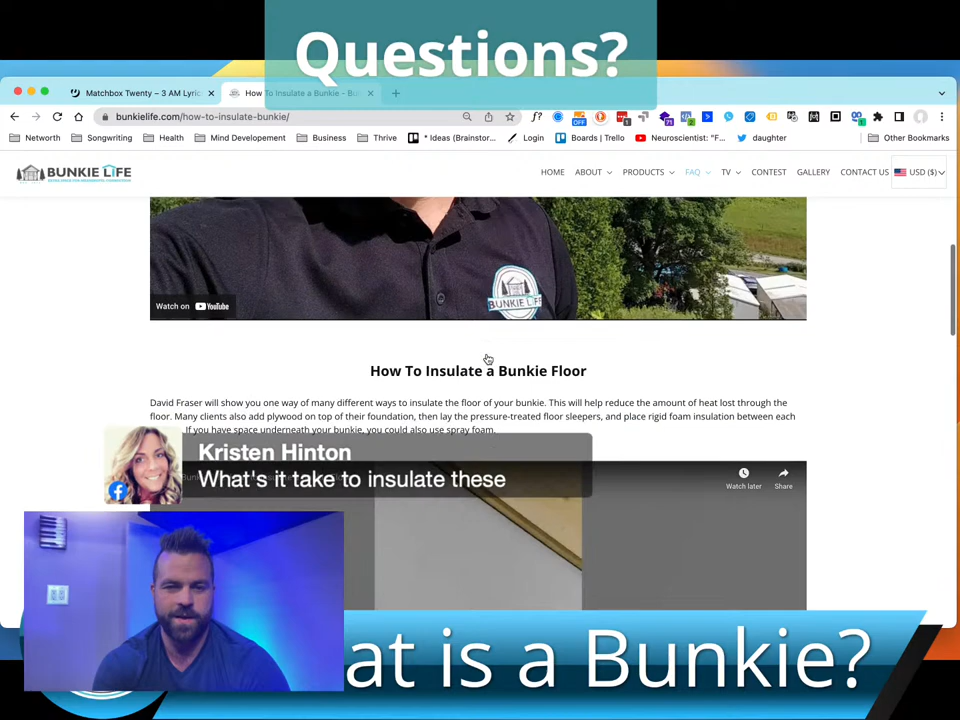 Questions?
Matchbox Twenty – 3 AM Lyric
How To Insulate a Bunkie - Bu
bunkielife.com/how-to-insulate-bunkie/
Networth
Songwriting
Health
Mind Developement
Business
Thrive
* Ideas (Brainstor...
Login
Boards | Trello
Neuroscientist: "F...
daughter
Other Bookmarks
BUNKIE LIFE
HOME
ABOUT
PRODUCTS
FAQ
TV
CONTEST
GALLERY
CONTACT US
USD ($)
BUNKIE LIFE
Watch on YouTube
How To Insulate a Bunkie Floor
David Fraser will show you one way of many different ways to insulate the floor of your bunkie. This will help reduce the amount of heat lost through the
floor. Many clients also add plywood on top of their foundation, then lay the pressure-treated floor sleepers, and place rigid foam insulation between each
If you have space underneath your bunkie, you could also use spray foam.
Kristen Hinton
What's it take to insulate these
Watch later
Share
at is a Bunkie?